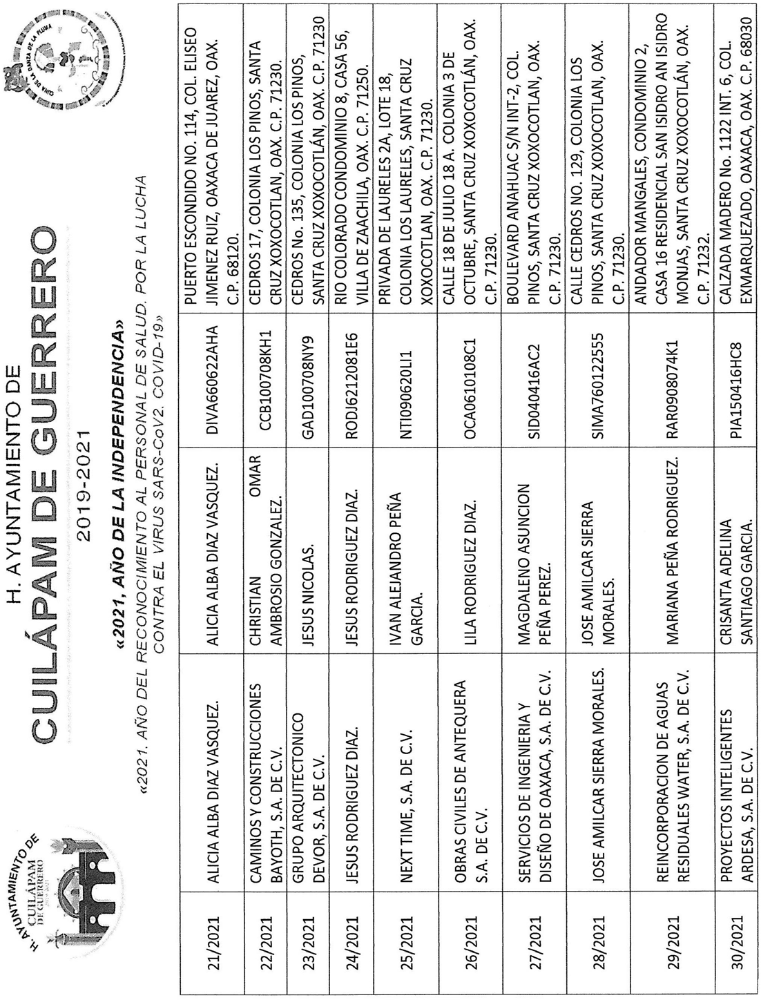 H. AYUNTAMIENTO DE
CUILÁPAM
DE GUERRERO
H. AYUNTAMIENTO DE
CUILÁPAM DE GUERRERO
2019-2021
«2021, AÑO DE LA INDEPENDENCIA»
«2021. AÑO DEL RECONOCIMIENTO AL PERSONAL DE SALUD. POR LA LUCHA
CONTRA EL VIRUS SARS-CoV2. COVID-19»
CUNA DE LA DANZA DE LA PLUMA
21/2021
ALICIA ALBA DIAZ VASQUEZ.
ALICIA ALBA DIAZ VASQUEZ.
DIVA660622AHA
PUERTO ESCONDIDO NO. 114, COL. ELISEO
JIMENEZ RUIZ, OAXACA DE JUAREZ, OAX.
C.P. 68120.
22/2021
CAMINOS Y CONSTRUCCIONES
BAYOTH, S.A. DE C.V.
CHRISTIAN OMAR
AMBROSIO GONZALEZ.
CCB100708KH1
CEDROS 17, COLONIA LOS PINOS, SANTA
CRUZ XOXOCOTLAN, OAX. C.P. 71230.
23/2021
GRUPO ARQUITECTONICO
DEVOR, S.A. DE C.V.
JESUS NICOLAS.
GAD100708NY9
CEDROS No. 135, COLONIA LOS PINOS,
SANTA CRUZ XOXOCOTLÁN, OAX. C.P. 71230
24/2021
JESUS RODRIGUEZ DIAZ.
JESUS RODRIGUEZ DIAZ.
RODJ6212081E6
RIO COLORADO CONDOMINIO 8, CASA 56,
VILLA DE ZAACHILA, OAX. C.P. 71250.
25/2021
NEXT TIME, S.A. DE C.V.
IVAN ALEJANDRO PEÑA
GARCIA.
NTI090620LI1
PRIVADA DE LAURELES 2A, LOTE 18,
COLONIA LOS LAURELES, SANTA CRUZ
XOXOCOTLAN, OAX. C.P. 71230.
26/2021
OBRAS CIVILES DE ANTEQUERA
S.A. DE C.V.
LILA RODRIGUEZ DIAZ.
OCA0610108C1
CALLE 18 DE JULIO 18 A. COLONIA 3 DE
OCTUBRE, SANTA CRUZ XOXOCOTLÁN, OAX.
C.P. 71230.
27/2021
SERVICIOS DE INGENIERIA Y
DISEÑO DE OAXACA, S.A. DE C.V.
MAGDALENO ASUNCION
PEÑA PEREZ.
SID040416AC2
BOULEVARD ANAHUAC S/N INT-2, COL.
PINOS, SANTA CRUZ XOXOCOTLAN, OAX.
C.P. 71230.
28/2021
JOSE AMILCAR SIERRA MORALES.
JOSE AMILCAR SIERRA
MORALES.
SIMA760122555
CALLE CEDROS NO. 129, COLONIA LOS
PINOS, SANTA CRUZ XOXOCOTLAN, OAX.
C.P. 71230.
29/2021
REINCORPORACION DE AGUAS
RESIDUALES WATER, S.A. DE C.V.
MARIANA PEÑA RODRIGUEZ.
RAR0908074K1
ANDADOR MANGALES, CONDOMINIO 2,
CASA 16 RESIDENCIAL SAN ISIDRO AN ISIDRO
MONJAS, SANTA CRUZ XOXOCOTLÁN, OAX.
C.P. 71232.
30/2021
PROYECTOS INTELIGENTES
ARDESA, S.A. DE C.V.
CRISANTA ADELINA
SANTIAGO GARCIA.
PIA150416HC8
CALZADA MADERO No. 1122 INT. 6, COL.
EXMARQUEZADO, OAXACA, OAX. C.P. 68030